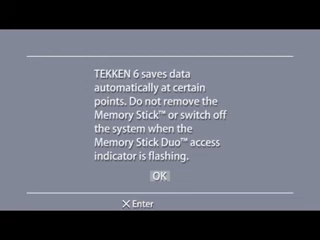 TEKKEN 6 saves data
automatically at certain
points. Do not remove the
Memory Stick™ or switch off
the system when the
Memory Stick Duo™ access
indicator is flashing.
OK
✕ Enter